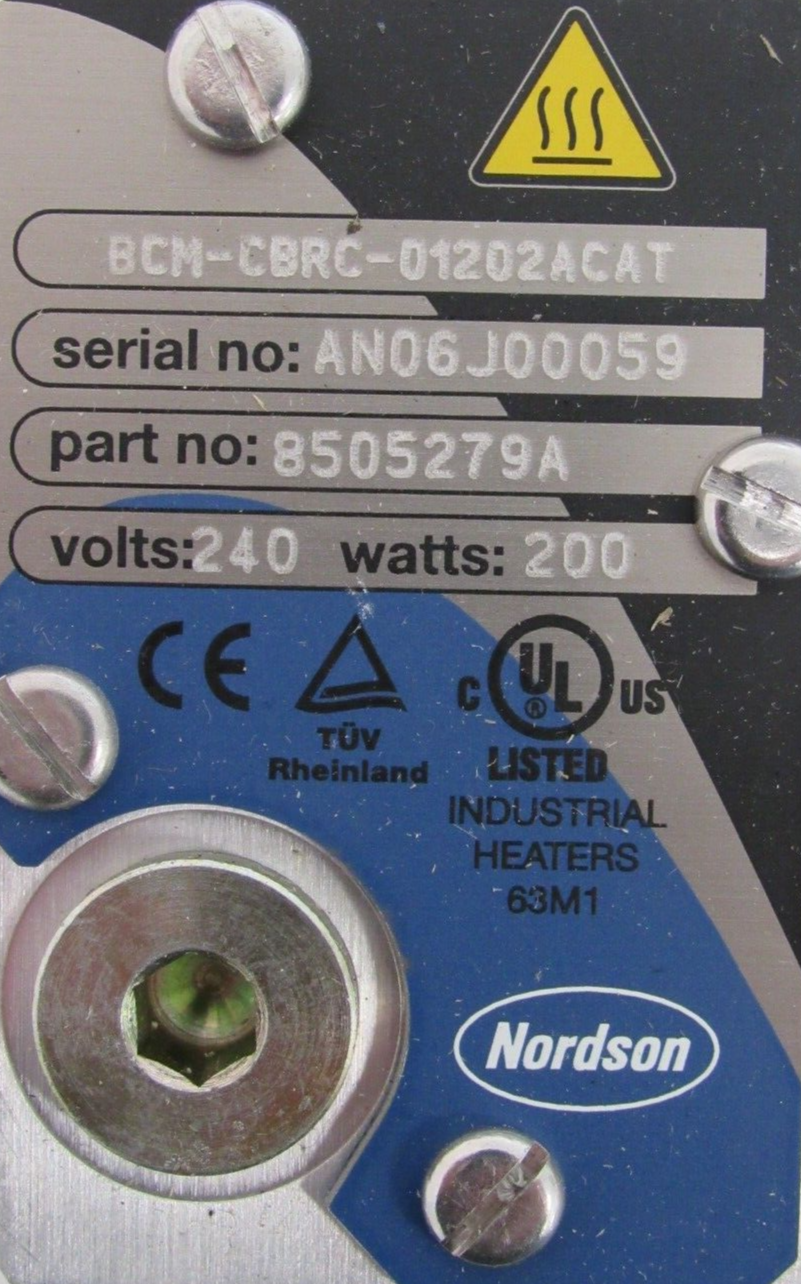 BCM-CBRC-01202ACAT
serial no: AN06J00059
part no: 8505279A
volts:240 watts: 200
CE
TÜV
Rheinland
C UL® US
LISTED
INDUSTRIAL
HEATERS
63M1
Nordson